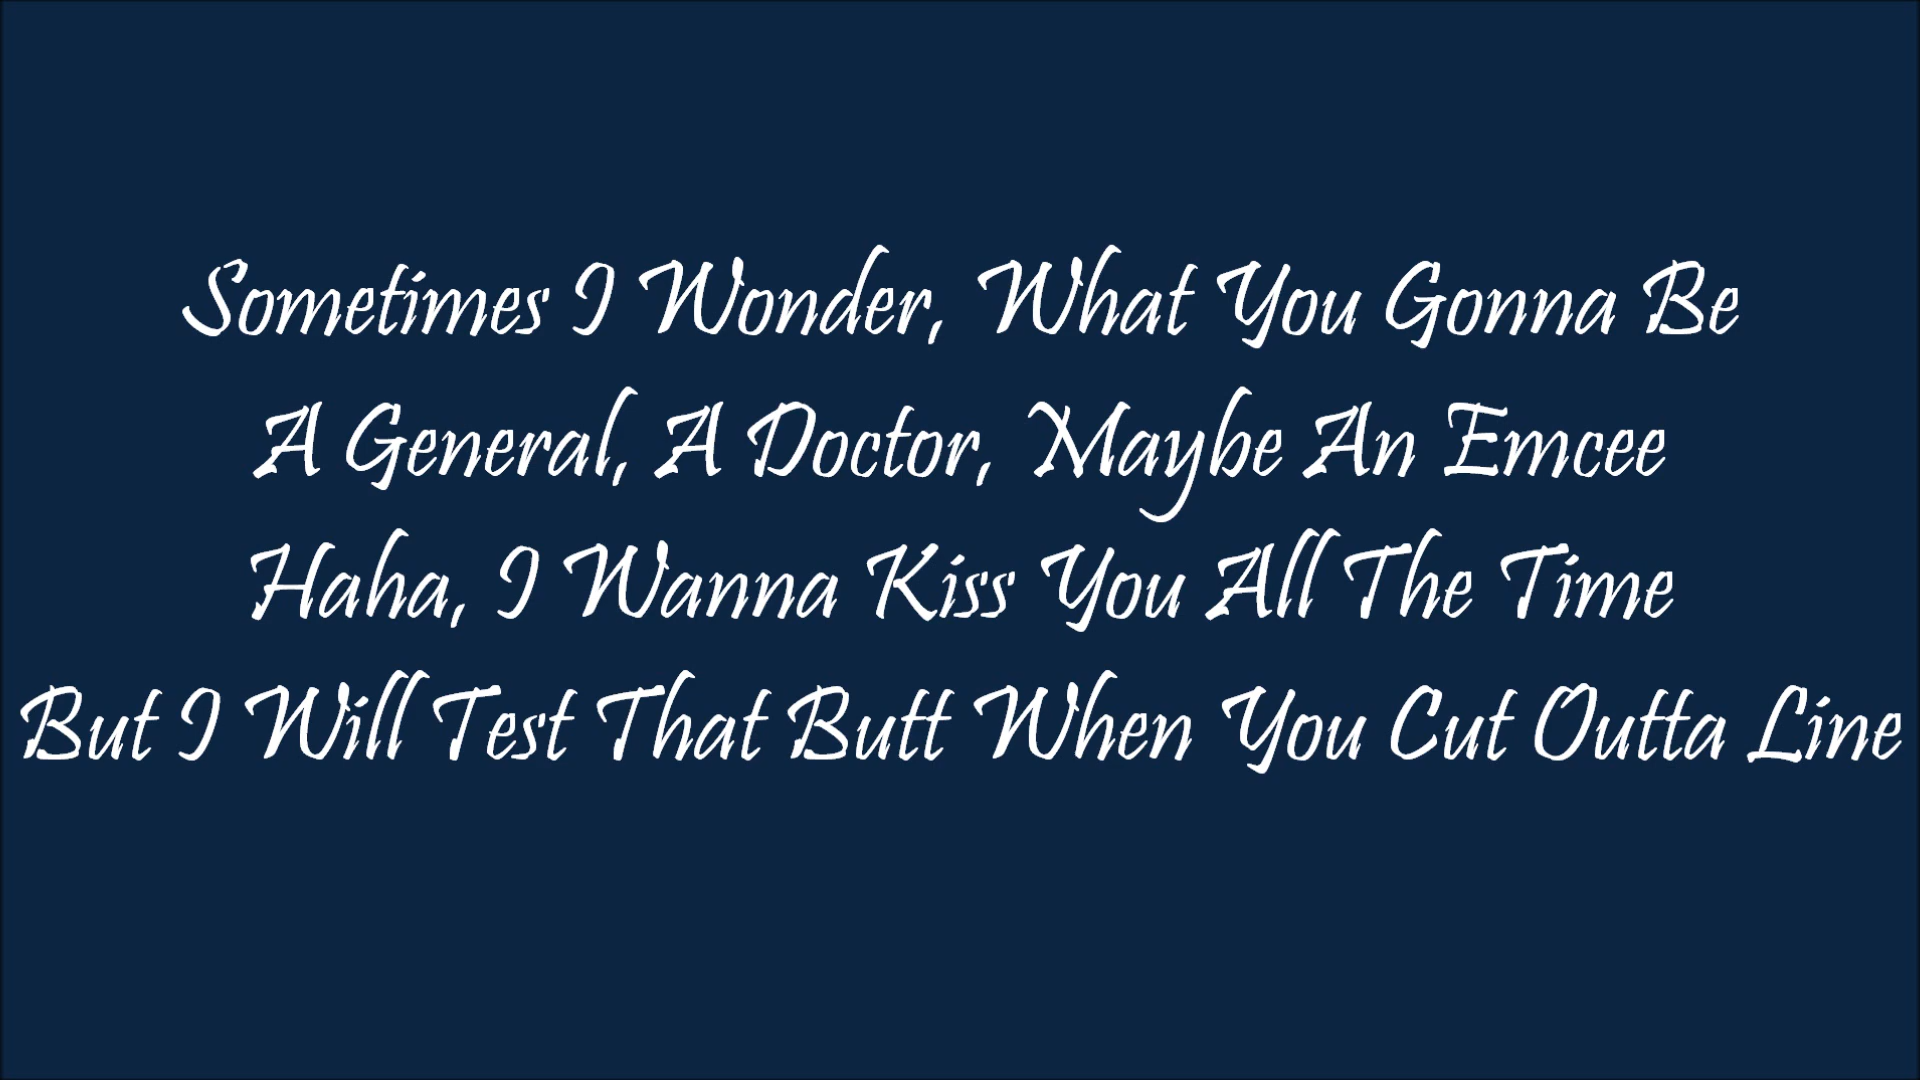 Sometimes I Wonder, What You Gonna Be
A General, A Doctor, Maybe An Emcee
Haha, I Wanna Kiss You All The Time
But I Will Test That Butt When You Cut Outta Line